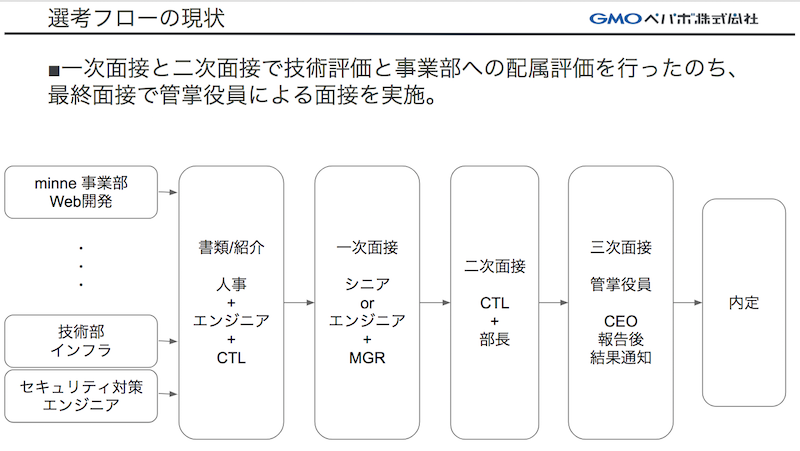 選考フローの現状
GMOペパボ株式会社
■一次面接と二次面接で技術評価と事業部への配属評価を行ったのち、
最終面接で管掌役員による面接を実施。
minne 事業部
Web開発
・
・
・
技術部
インフラ
セキュリティ対策
エンジニア
書類/紹介
人事
+
エンジニア
+
CTL
一次面接
シニア
or
エンジニア
+
MGR
二次面接
CTL
+
部長
三次面接
管掌役員
CEO
報告後
結果通知
内定